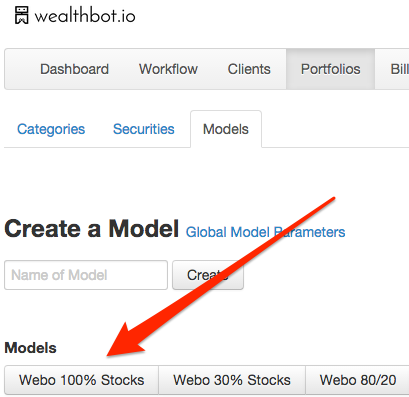 wealthbot.io
Dashboard Workflow Clients Portfolios Bil
Categories Securities Models
Create a Model Global Model Parameters
Name of Model Create
Models
Webo 100% Stocks Webo 30% Stocks Webo 80/20